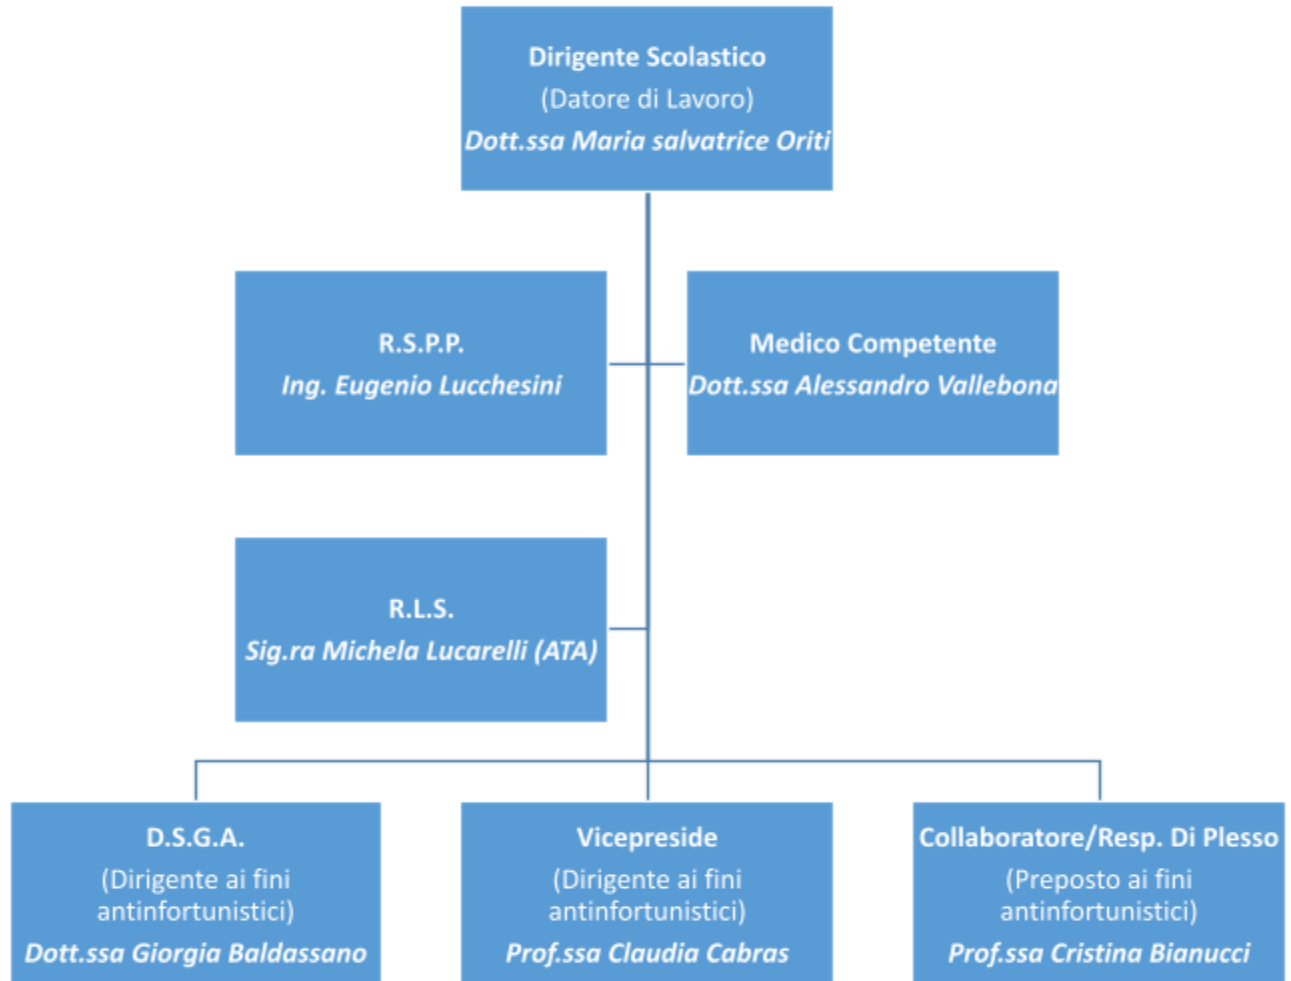 Dirigente Scolastico
(Datore di Lavoro)
Dott.ssa Maria salvatrice Oriti
R.S.P.P.
Ing. Eugenio Lucchesini
Medico Competente
Dott.ssa Alessandro Vallebona
R.L.S.
Sig.ra Michela Lucarelli (ATA)
D.S.G.A.
(Dirigente ai fini
antinfortunistici)
Dott.ssa Giorgia Baldassano
Vicepreside
(Dirigente ai fini
antinfortunistici)
Prof.ssa Claudia Cabras
Collaboratore/Resp. Di Plesso
(Preposto ai fini
antinfortunistici)
Prof.ssa Cristina Bianucci